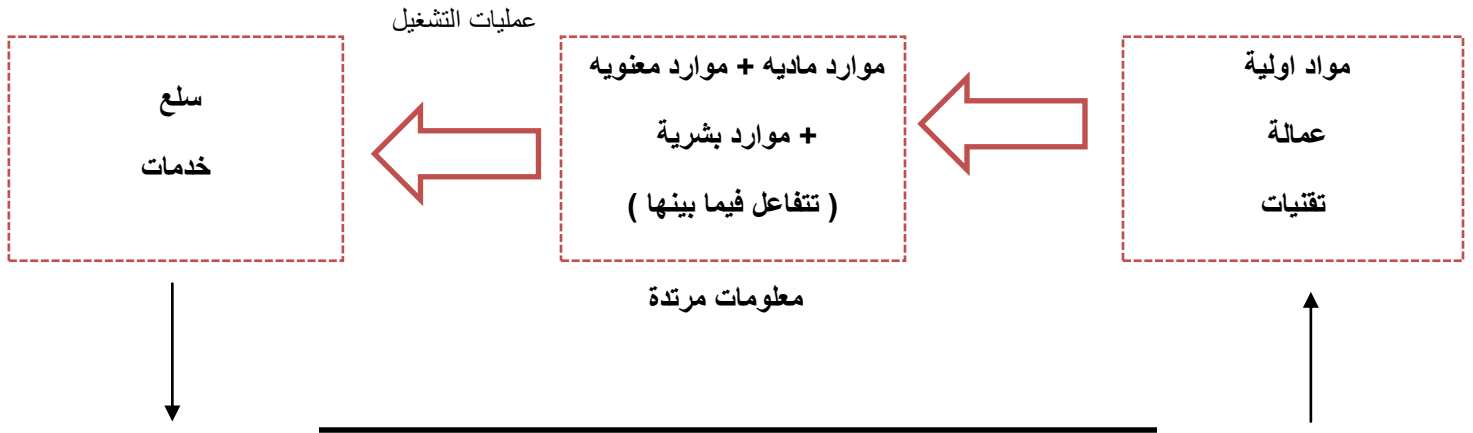 عمليات التشغيل
مواد اولية
عمالة
تقنيات
موارد ماديه + موارد معنويه
+ موارد بشرية
( تتفاعل فيما بينها )
سلع
خدمات
معلومات مرتدة